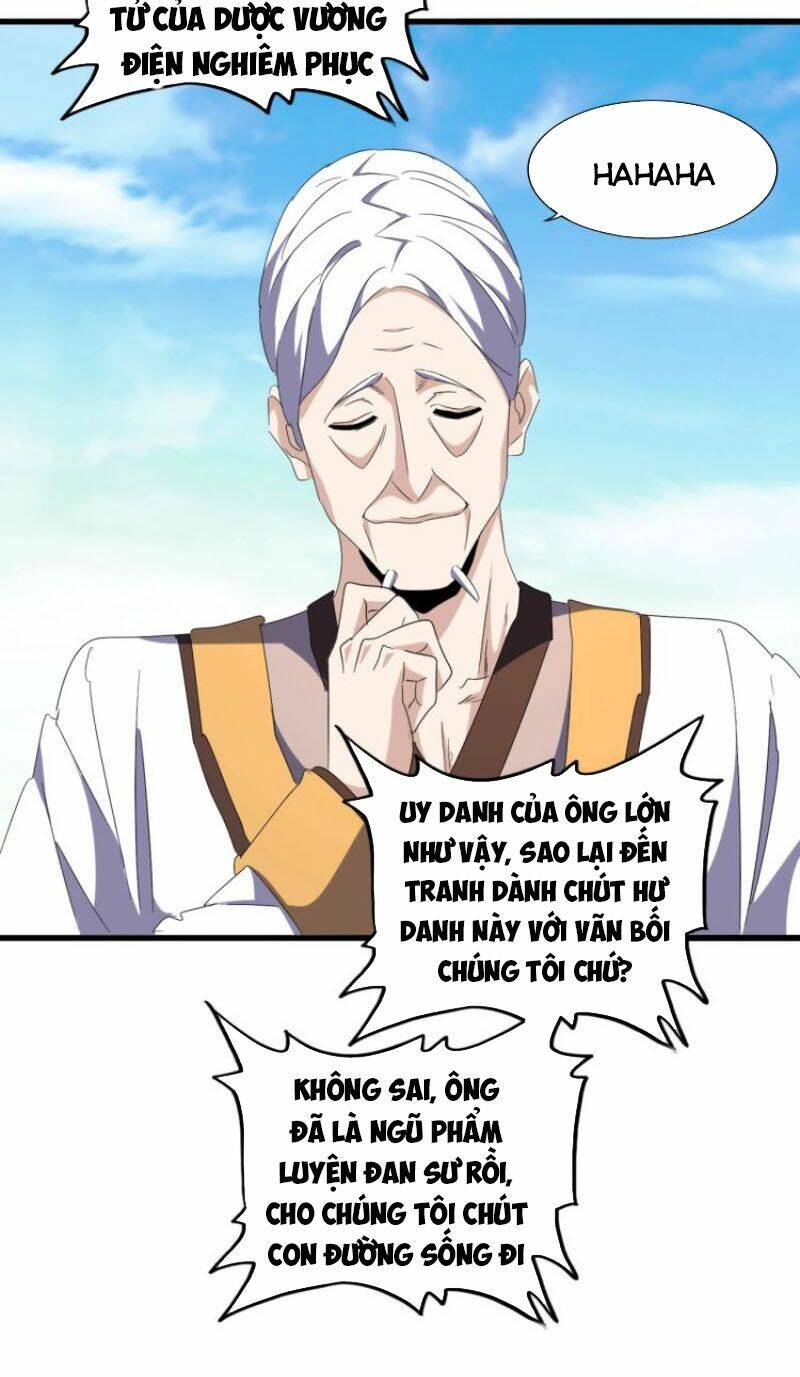 TỬ CỦA DƯỢC VƯƠNG
ĐIỆN NGHIÊM PHỤC
HAHAHA
UY DANH CỦA ÔNG LỚN
NHƯ VẬY, SAO LẠI ĐẾN
TRANH DÀNH CHÚT HƯ
DANH NÀY VỚI VÃN BỐI
CHÚNG TÔI CHỨ?
KHÔNG SAI, ÔNG
ĐÃ LÀ NGŨ PHẨM
LUYỆN ĐAN SƯ RỒI,
CHO CHÚNG TÔI CHÚT
CON ĐƯỜNG SỐNG ĐI